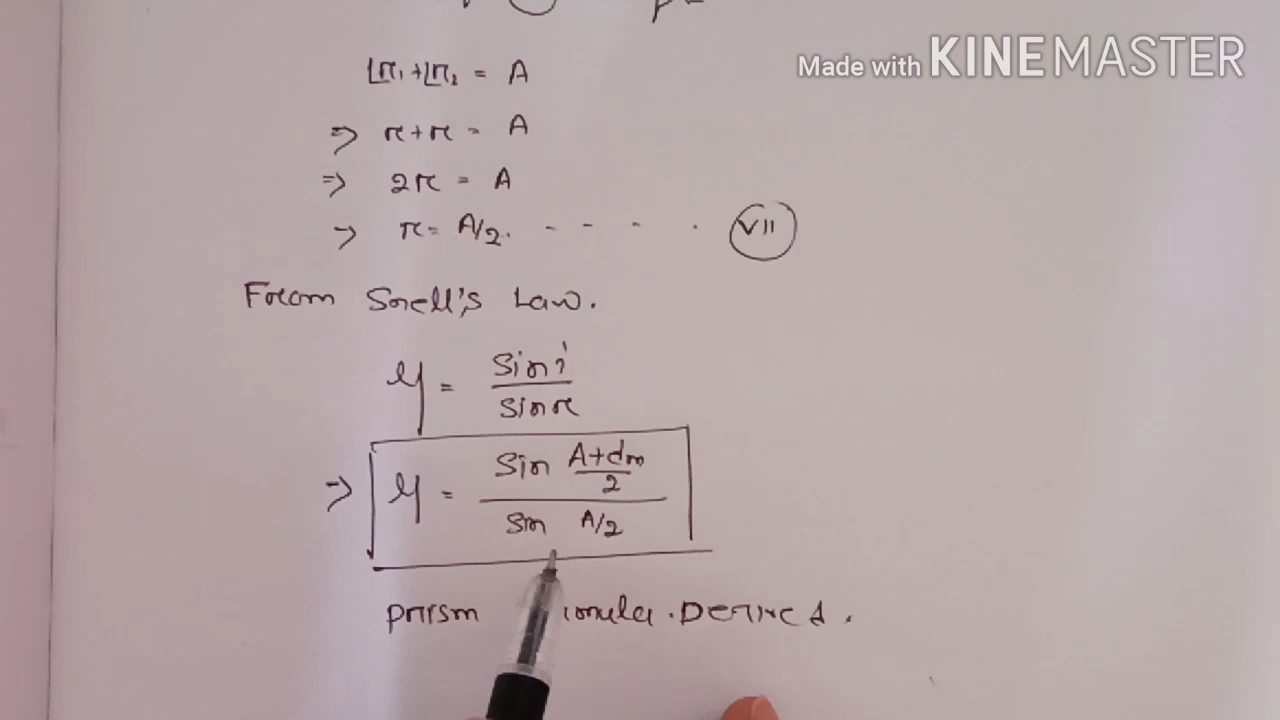 Made with KINEMASTER
∠r₁+∠r₂ = A
⇒ r+r = A
⇒ 2r = A
→ r = A/2. - - - . VII
From Snell's Law.
μ = sin i / sin r
⇒ μ = sin (A+dm)/2 / sin A/2
prism Derived.